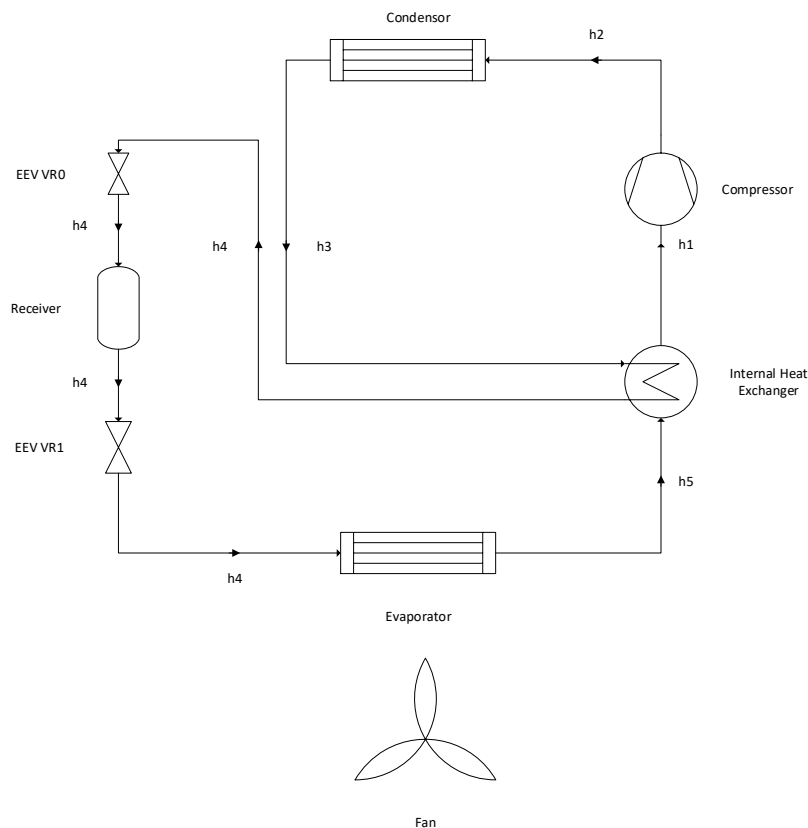 Condensor
h2
EEV VR0
Compressor
h4
h4
h3
h1
Receiver
Internal Heat
Exchanger
h4
EEV VR1
h5
h4
Evaporator
Fan